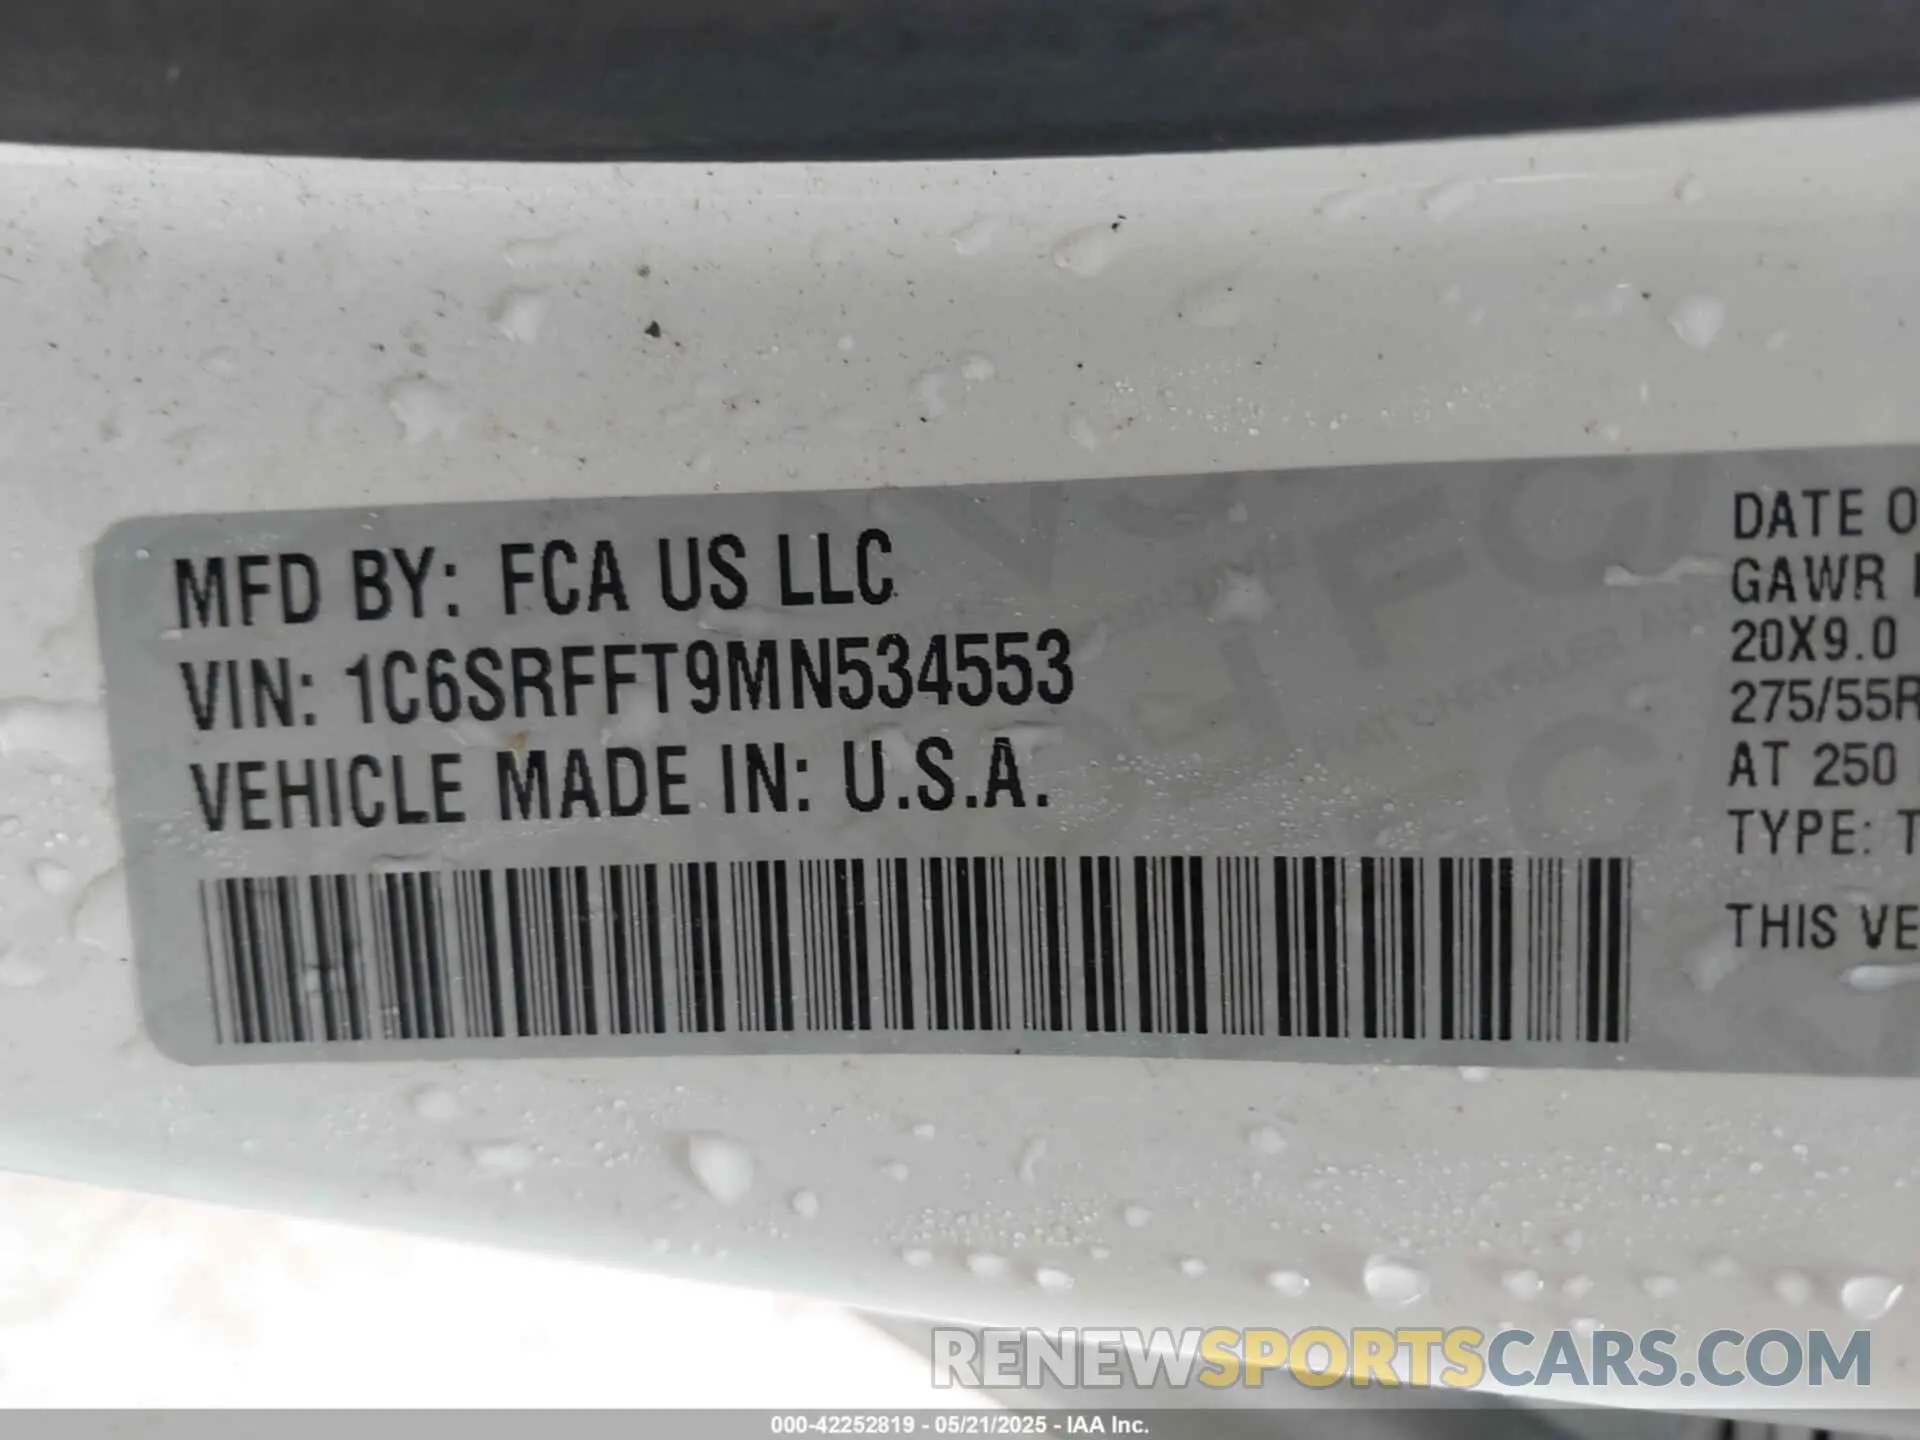 MFD BY: FCA US LLC
VIN: 1C6SRFFT9MN534553
VEHICLE MADE IN: U.S.A.
DATE O
GAWR
20X9.0
275/55R
AT 250
TYPE: T
THIS VE
RENEWSPORTSCARS.COM
000-42252819 - 05/21/2025 - IAA Inc.